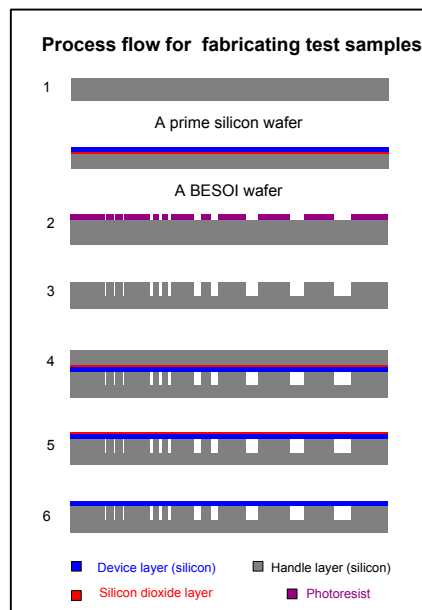 Process flow for fabricating test samples
1
A prime silicon wafer
A BESOI wafer
2
3
4
5
6
Device layer (silicon) Handle layer (silicon)
Silicon dioxide layer Photoresist